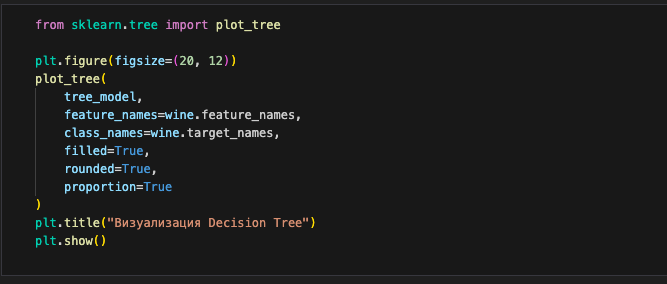 from sklearn.tree import plot_tree
plt.figure(figsize=(20, 12))
plot_tree(
    tree_model,
    feature_names=wine.feature_names,
    class_names=wine.target_names,
    filled=True,
    rounded=True,
    proportion=True
)
plt.title("Визуализация Decision Tree")
plt.show()